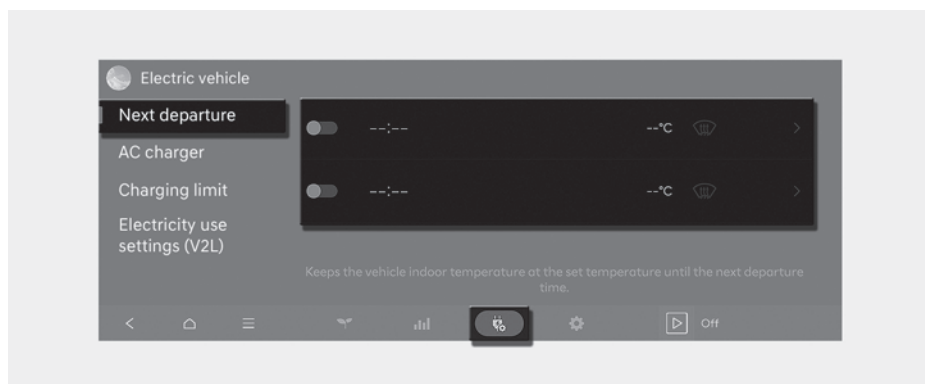 Electric vehicle
Next departure
AC charger
Charging limit
Electricity use
settings (V2L)
--:-- --°C
--:-- --°C
Keeps the vehicle indoor temperature at the set temperature until the next departure
time.
Off